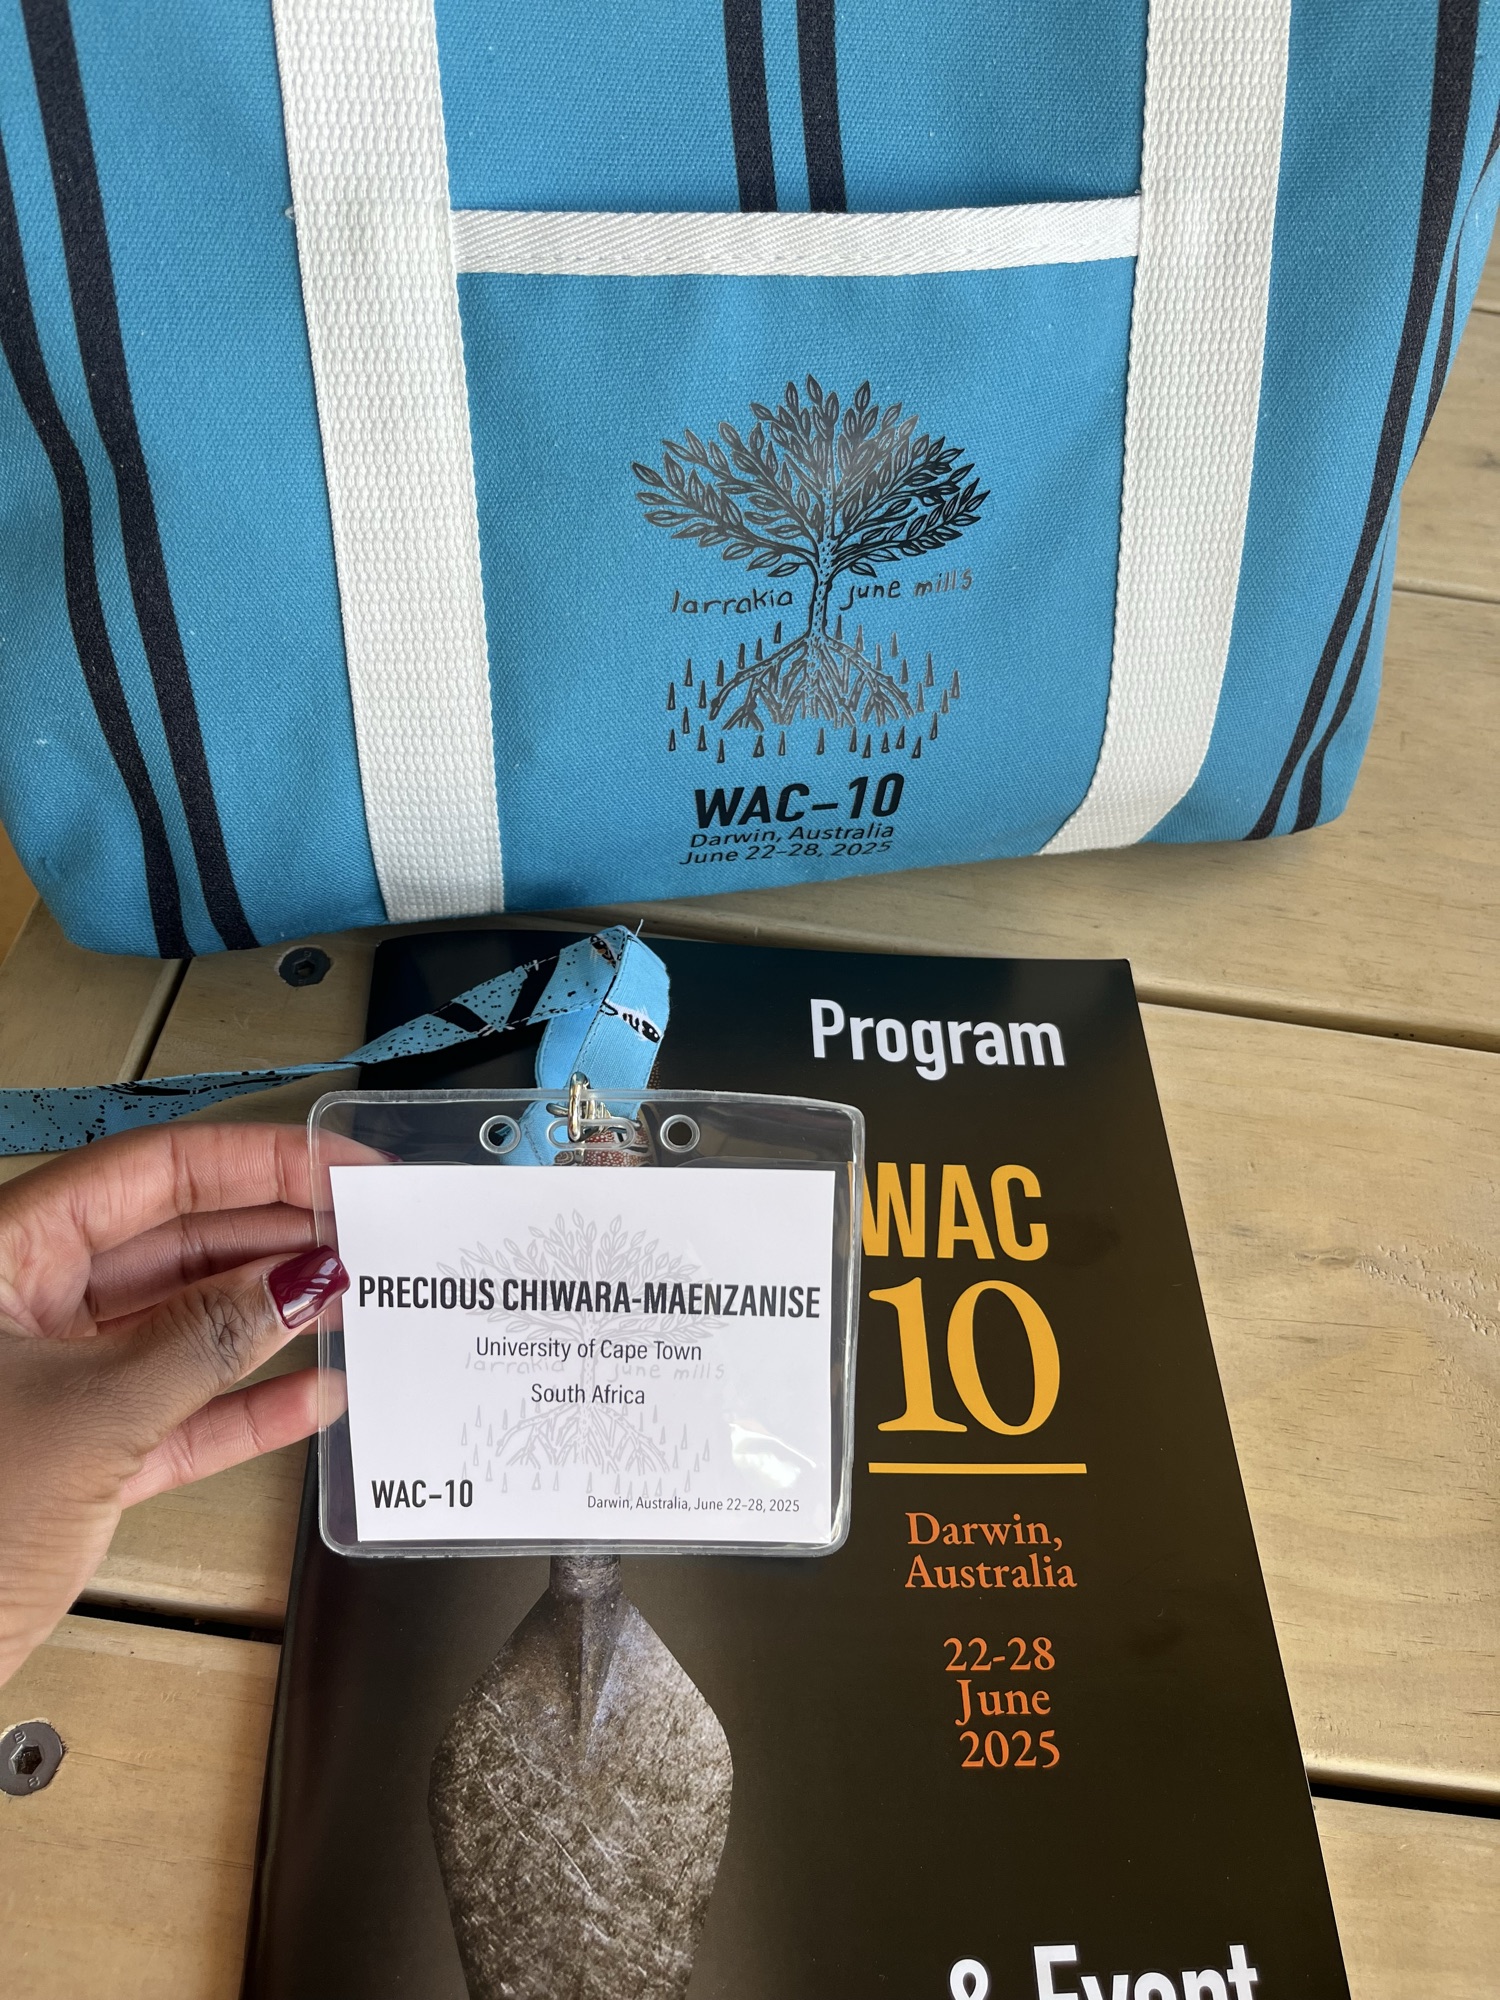 larrakia june mills
WAC–10
Darwin, Australia
June 22–28, 2025
Program
WAC
10
Darwin,
Australia
22-28
June
2025
& Event
PRECIOUS CHIWARA-MAENZANISE
University of Cape Town
larrakia june mills
South Africa
WAC–10
Darwin, Australia, June 22–28, 2025